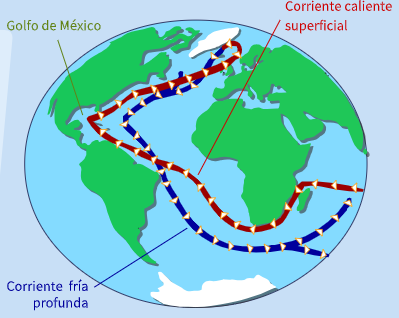 Corriente caliente
superficial
Golfo de México
Corriente fría
profunda